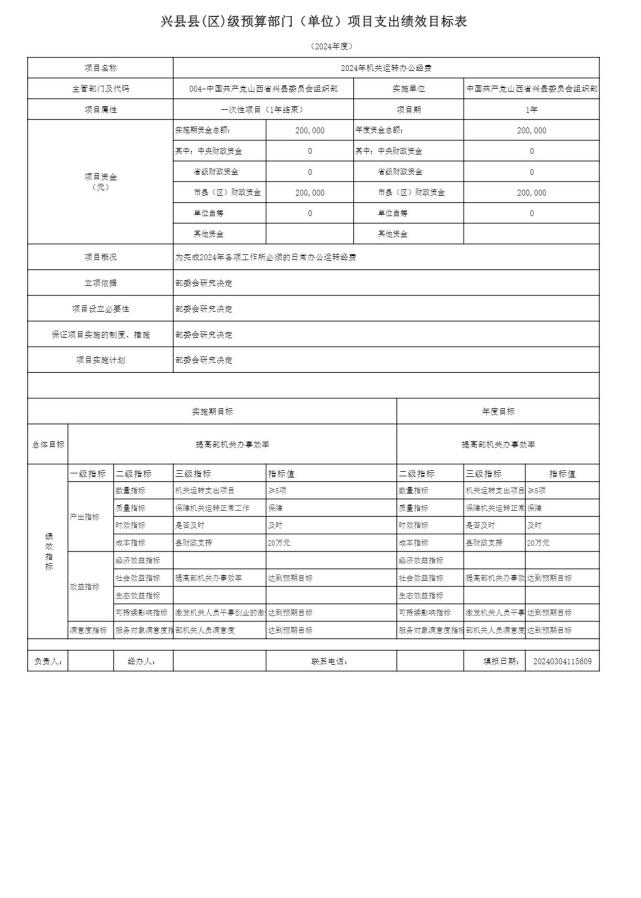 兴县县(区)级预算部门（单位）项目支出绩效目标表
（2024年度）
项目名称 2024年机关运转办公经费
主管部门及代码 004-中国共产党山西省兴县委员会组织部 实施单位 中国共产党山西省兴县委员会组织部
项目属性 一次性项目（1年结束） 项目期 1年
项目资金（元） 实施期资金总额: 200,000 年度资金总额: 200,000
其中: 中央财政资金 0 其中: 中央财政资金 0
省级财政资金 0 省级财政资金 0
市县（区）财政资金 200,000 市县（区）财政资金 200,000
单位自筹 0 单位自筹 0
其他资金 其他资金
项目概况 为完成2024年各项工作所必须的日常办公运转经费
立项依据 部委会研究决定
项目设立必要性 部委会研究决定
保证项目实施的制度、措施 部委会研究决定
项目实施计划 部委会研究决定
实施期目标 年度目标
总体目标 提高部机关办事效率 提高部机关办事效率
绩效指标 一级指标 二级指标 三级指标 指标值 二级指标 三级指标 指标值
产出指标 数量指标 机关运转支出项目 ≥5项 数量指标 机关运转支出项目 ≥5项
质量指标 保障机关运转正常工作 保障 质量指标 保障机关运转正常 保障
时效指标 是否及时 及时 时效指标 是否及时 及时
成本指标 县财政支持 20万元 成本指标 县财政支持 20万元
效益指标 经济效益指标 经济效益指标
社会效益指标 提高部机关办事效率 达到预期目标 社会效益指标 提高部机关办事效 达到预期目标
生态效益指标 生态效益指标
可持续影响指标 激发机关人员干事创业的激 达到预期目标 可持续影响指标 激发机关人员干事 达到预期目标
满意度指标 服务对象满意度指 部机关人员满意度 达到预期目标 服务对象满意度指标 部机关人员满意度 达到预期目标
负责人: 经办人: 联系电话: 填报日期: 20240304115609